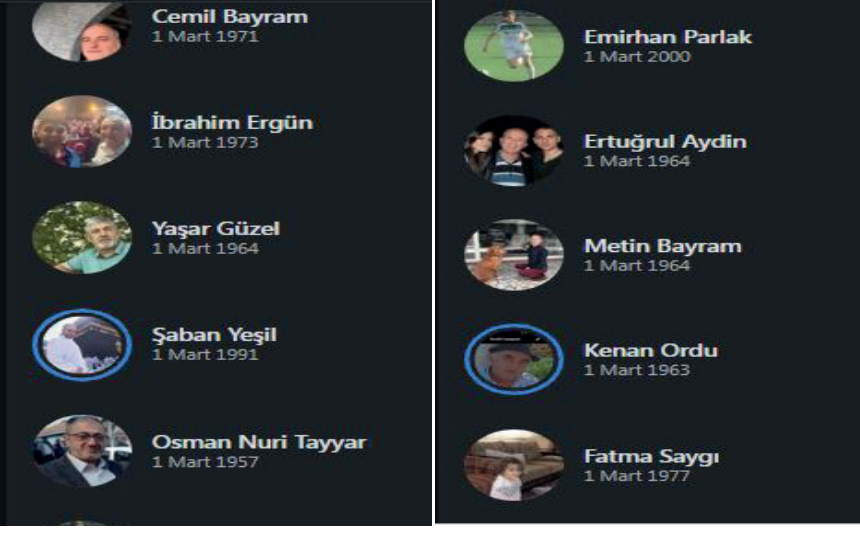 Cemil Bayram
1 Mart 1971
İbrahim Ergün
1 Mart 1973
Yaşar Güzel
1 Mart 1964
Şaban Yeşil
1 Mart 1991
Osman Nuri Tayyar
1 Mart 1957
Emirhan Parlak
1 Mart 2000
Ertuğrul Aydin
1 Mart 1964
Metin Bayram
1 Mart 1964
Kenan Ordu
1 Mart 1963
Fatma Saygı
1 Mart 1977